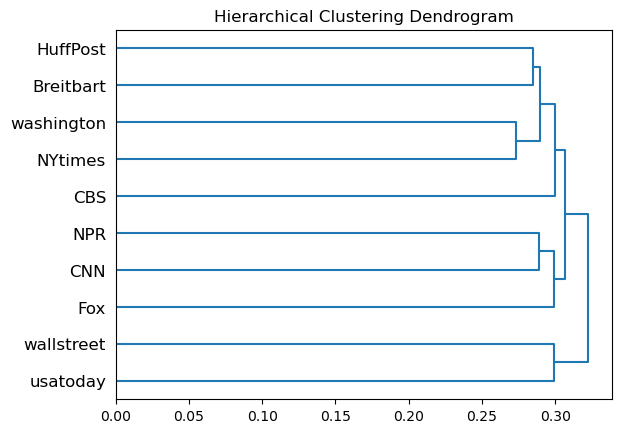 Hierarchical Clustering Dendrogram
HuffPost
Breitbart
washington
NYtimes
CBS
NPR
CNN
Fox
wallstreet
usatoday
0.00 0.05 0.10 0.15 0.20 0.25 0.30